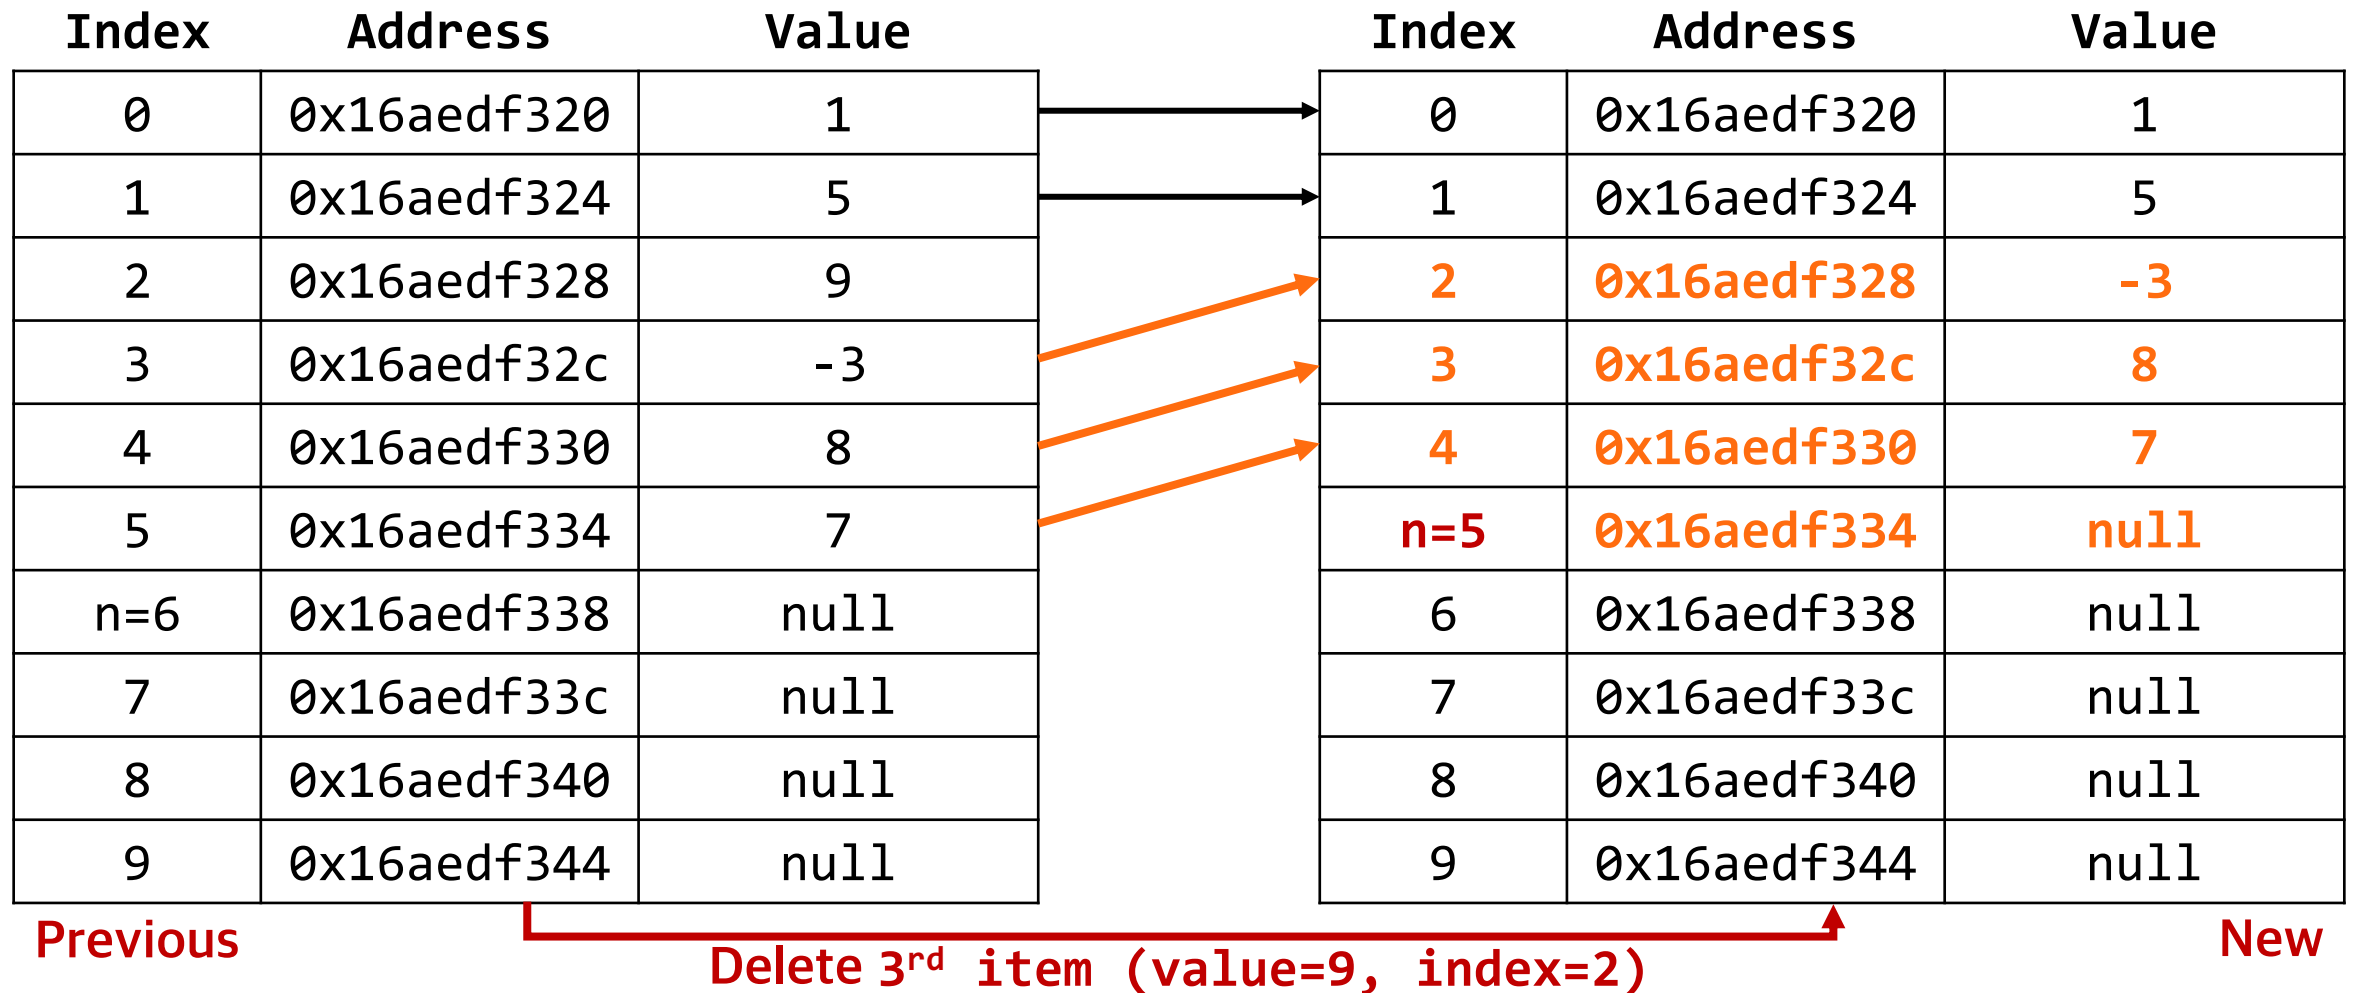 Index Address Value Index Address Value
0 0x16aedf320 1 0 0x16aedf320 1
1 0x16aedf324 5 1 0x16aedf324 5
2 0x16aedf328 9 2 0x16aedf328 -3
3 0x16aedf32c -3 3 0x16aedf32c 8
4 0x16aedf330 8 4 0x16aedf330 7
5 0x16aedf334 7 n=5 0x16aedf334 null
n=6 0x16aedf338 null 6 0x16aedf338 null
7 0x16aedf33c null 7 0x16aedf33c null
8 0x16aedf340 null 8 0x16aedf340 null
9 0x16aedf344 null 9 0x16aedf344 null
Previous New
Delete 3rd item (value=9, index=2)